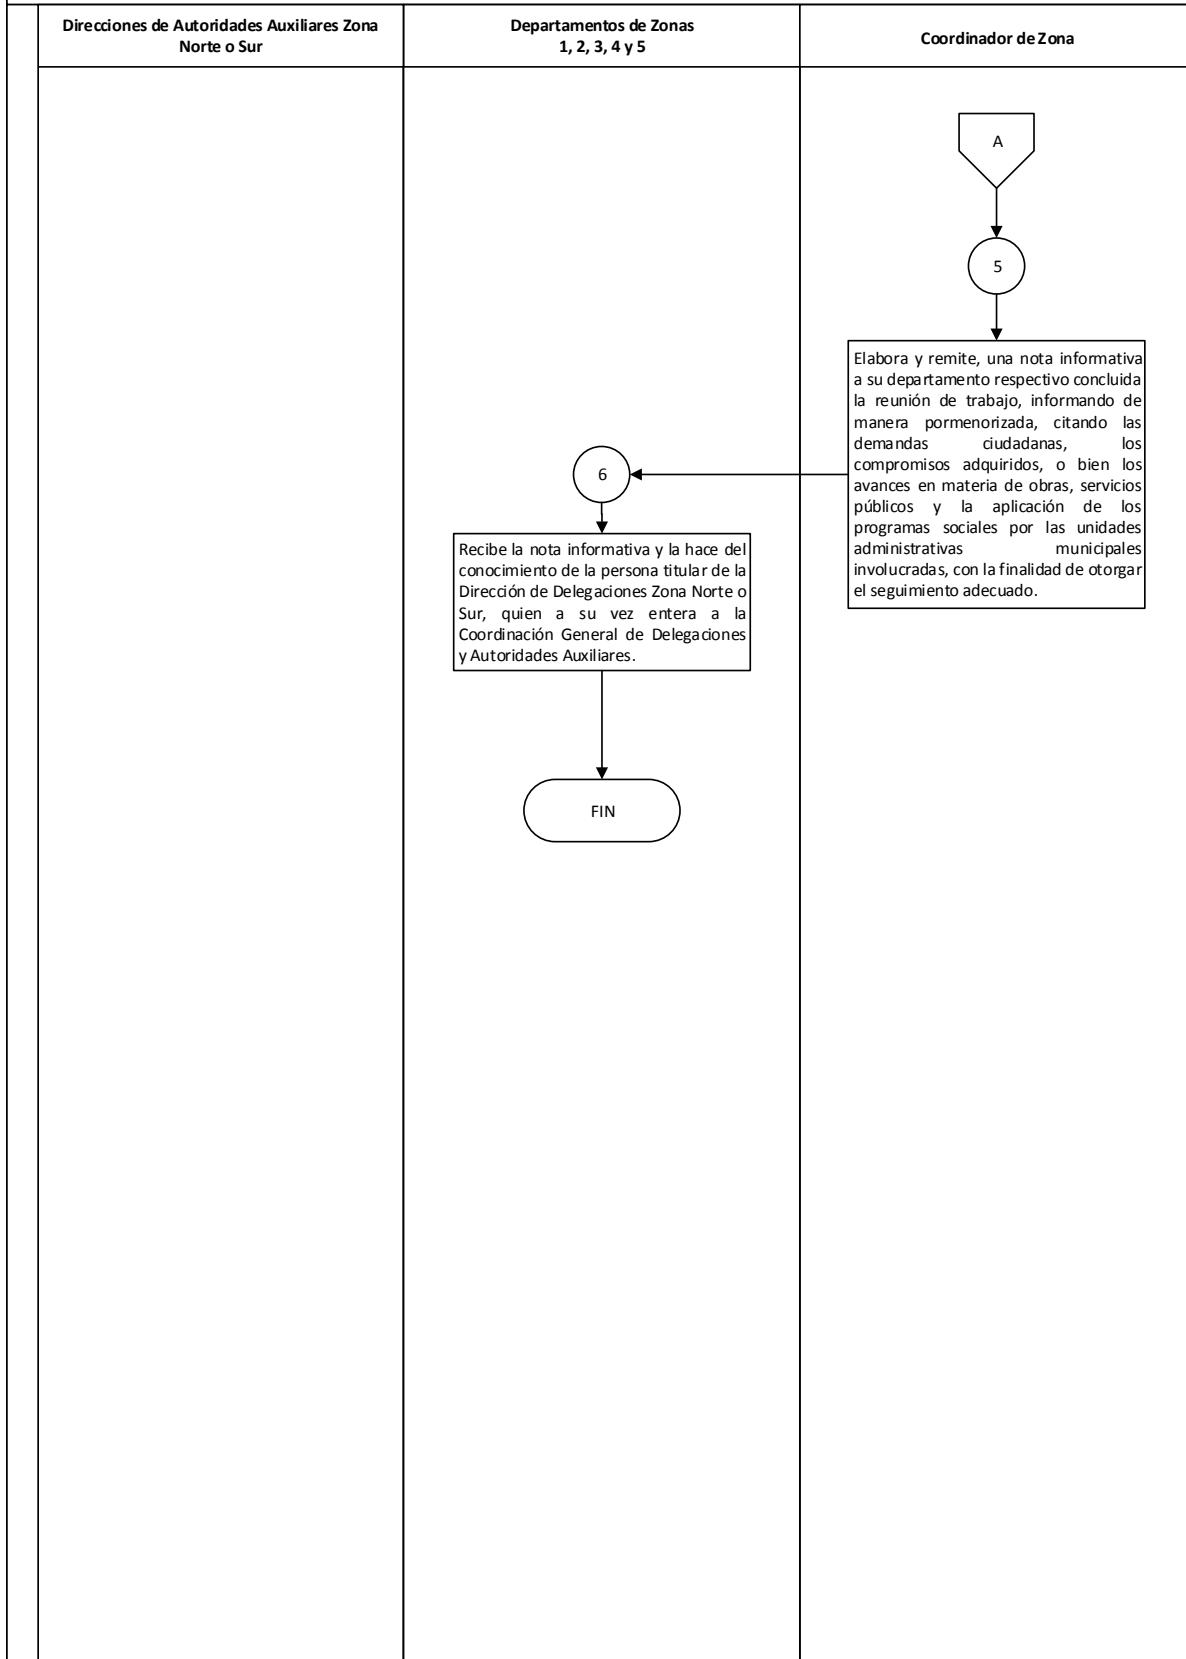 Direcciones de Autoridades Auxiliares Zona
Norte o Sur
Departamentos de Zonas
1, 2, 3, 4 y 5
Coordinador de Zona
A
5
Elabora y remite, una nota informativa
a su departamento respectivo concluida
la reunión de trabajo, informando de
manera pormenorizada, citando las
demandas ciudadanas, los
compromisos adquiridos, o bien los
avances en materia de obras, servicios
públicos y la aplicación de los
programas sociales por las unidades
administrativas municipales
involucradas, con la finalidad de otorgar
el seguimiento adecuado.
6
Recibe la nota informativa y la hace del
conocimiento de la persona titular de la
Dirección de Delegaciones Zona Norte o
Sur, quien a su vez entera a la
Coordinación General de Delegaciones
y Autoridades Auxiliares.
FIN